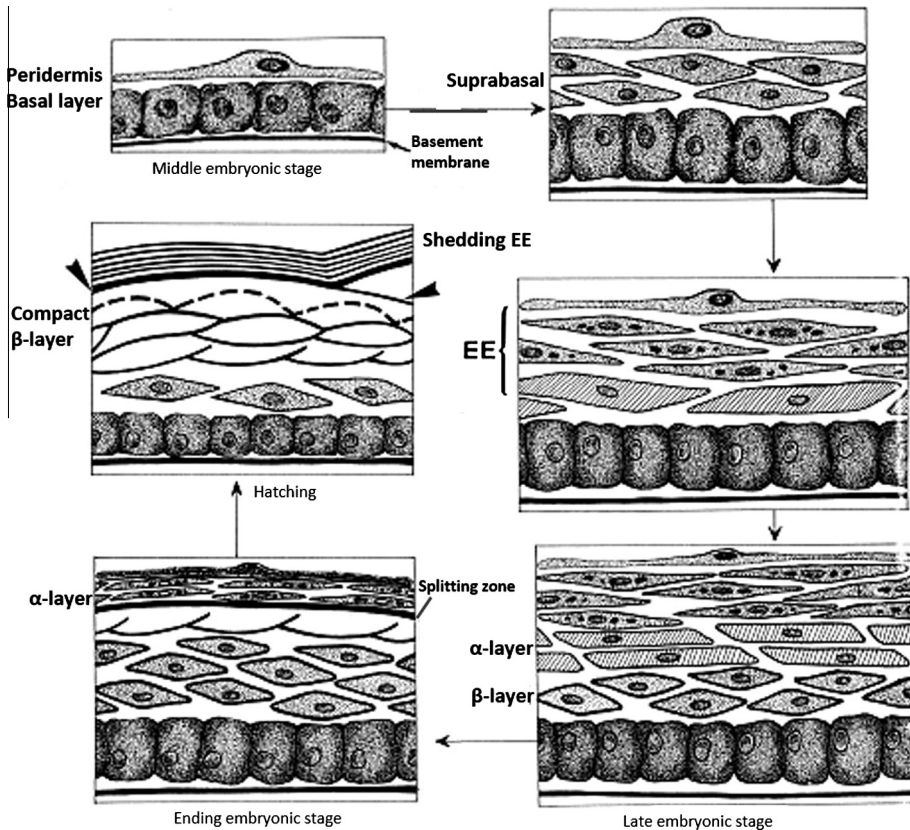 Peridermis
Basal layer
Suprabasal
Basement
membrane
Middle embryonic stage
Shedding EE
Compact
β-layer
EE
Hatching
α-layer
Splitting zone
α-layer
β-layer
Ending embryonic stage
Late embryonic stage